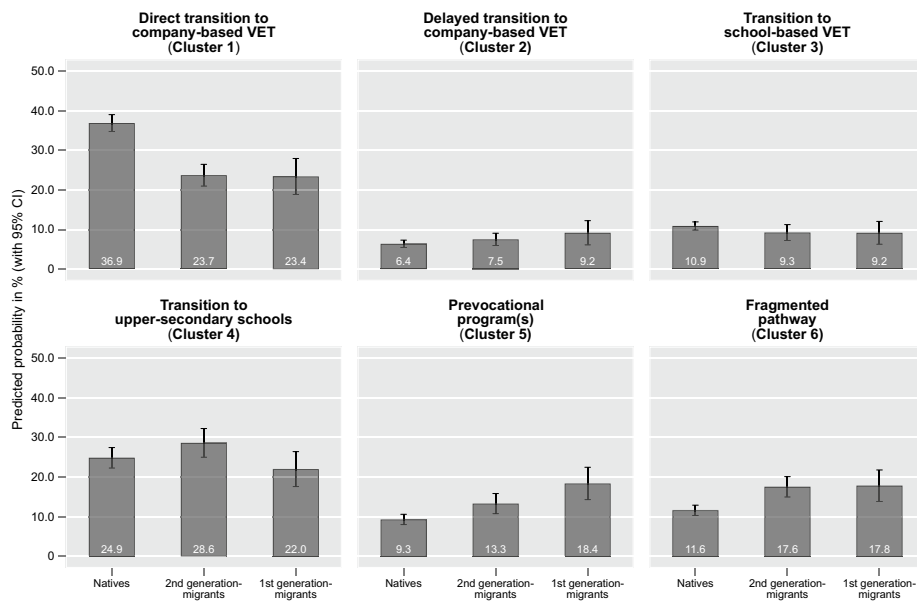 Direct transition to
company-based VET
(Cluster 1)
Delayed transition to
company-based VET
(Cluster 2)
Transition to
school-based VET
(Cluster 3)
Predicted probability in % (with 95% CI)
50.0
40.0
30.0
20.0
10.0
0
36.9
23.7
23.4
6.4
7.5
9.2
10.9
9.3
9.2
Transition to
upper-secondary schools
(Cluster 4)
Prevocational
program(s)
(Cluster 5)
Fragmented
pathway
(Cluster 6)
50.0
40.0
30.0
20.0
10.0
0
24.9
28.6
22.0
9.3
13.3
18.4
11.6
17.6
17.8
Natives
2nd generation-
migrants
1st generation-
migrants
Natives
2nd generation-
migrants
1st generation-
migrants
Natives
2nd generation-
migrants
1st generation-
migrants